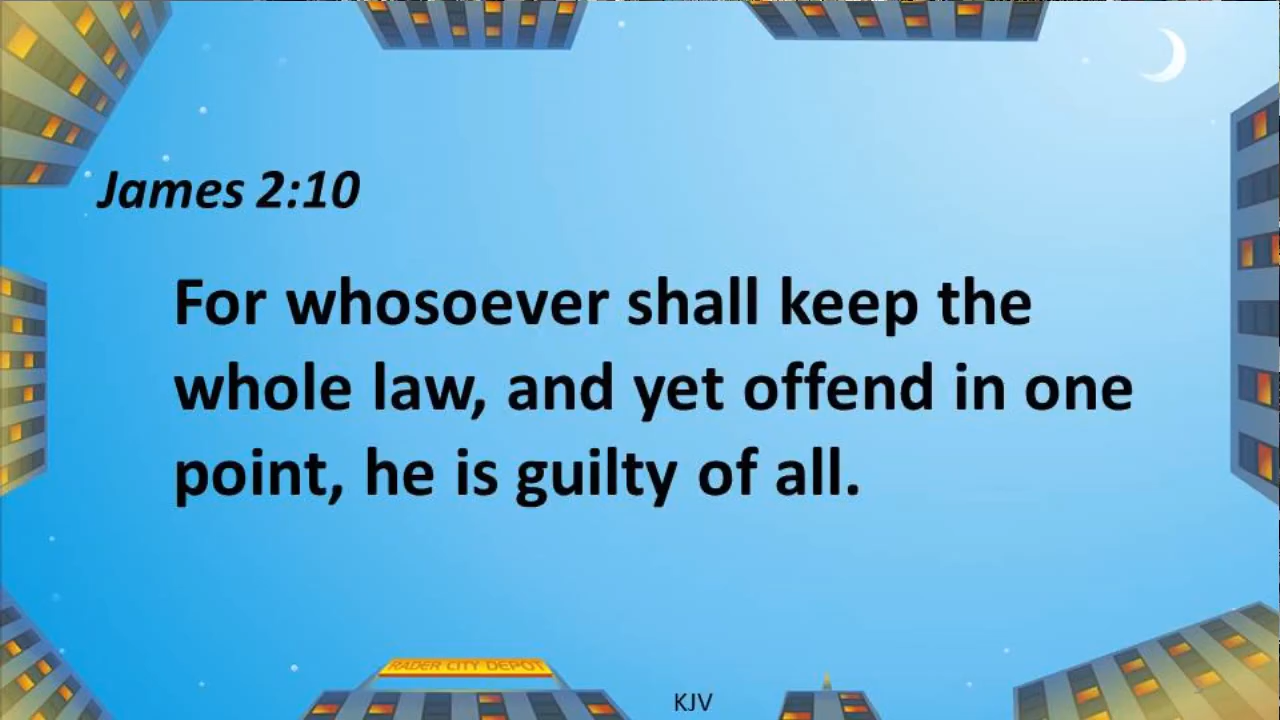 James 2:10
For whosoever shall keep the
whole law, and yet offend in one
point, he is guilty of all.
RADER CITY DEPOT
KJV